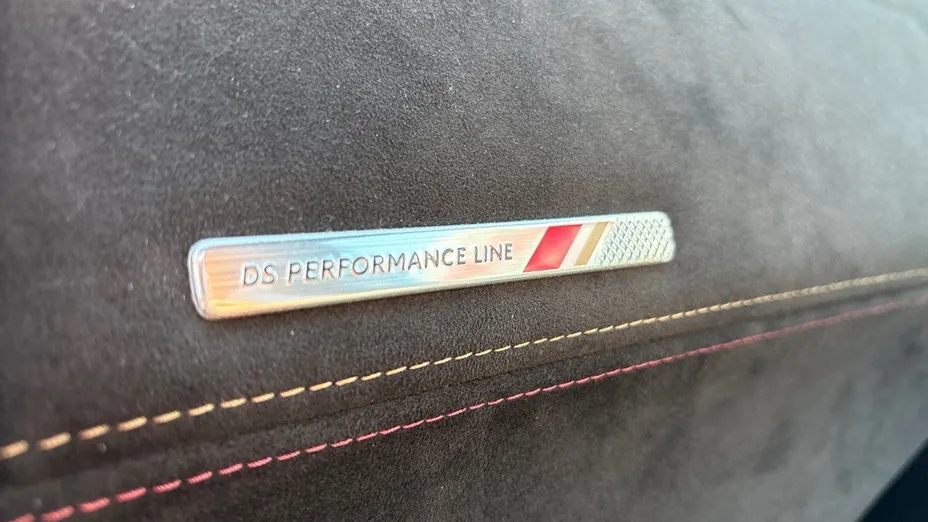 DS PERFORMANCE LINE